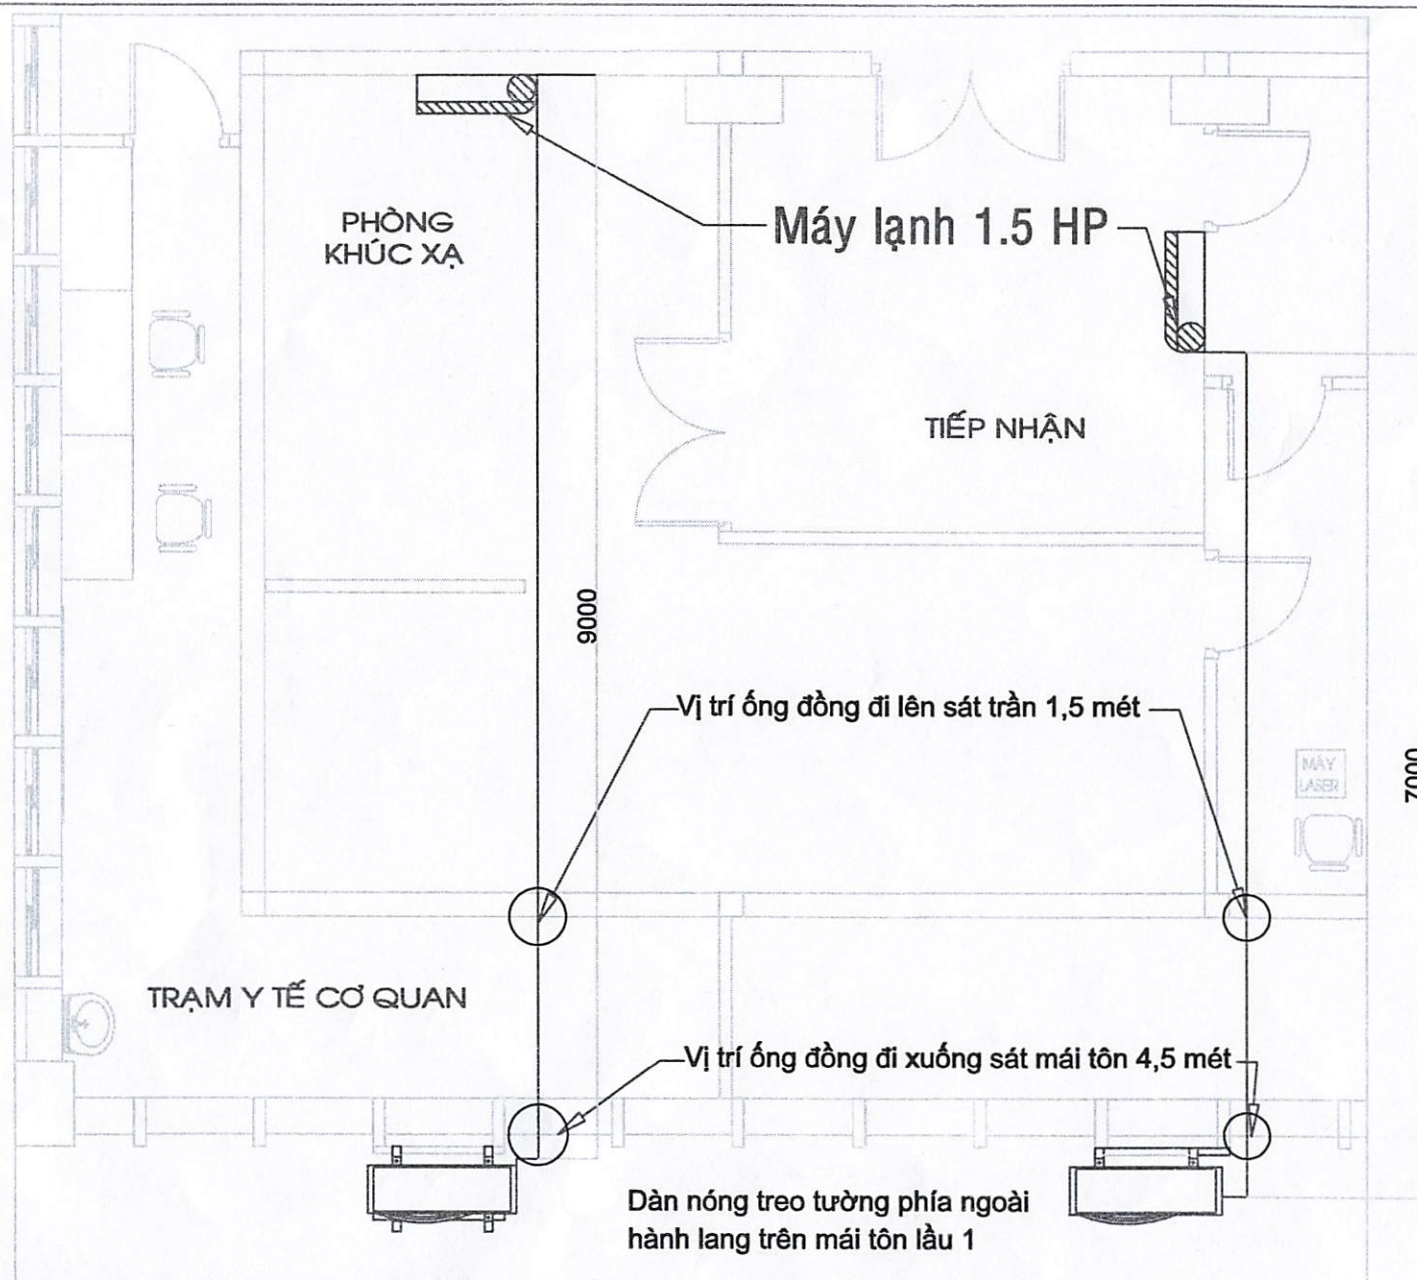 PHÒNG
KHÚC XẠ
Máy lạnh 1.5 HP
TIẾP NHẬN
9000
Vị trí ống đồng đi lên sát trần 1,5 mét
MÁY
LASER
7000
TRẠM Y TẾ CƠ QUAN
Vị trí ống đồng đi xuống sát mái tôn 4,5 mét
Dàn nóng treo tường phía ngoài
hành lang trên mái tôn lầu 1